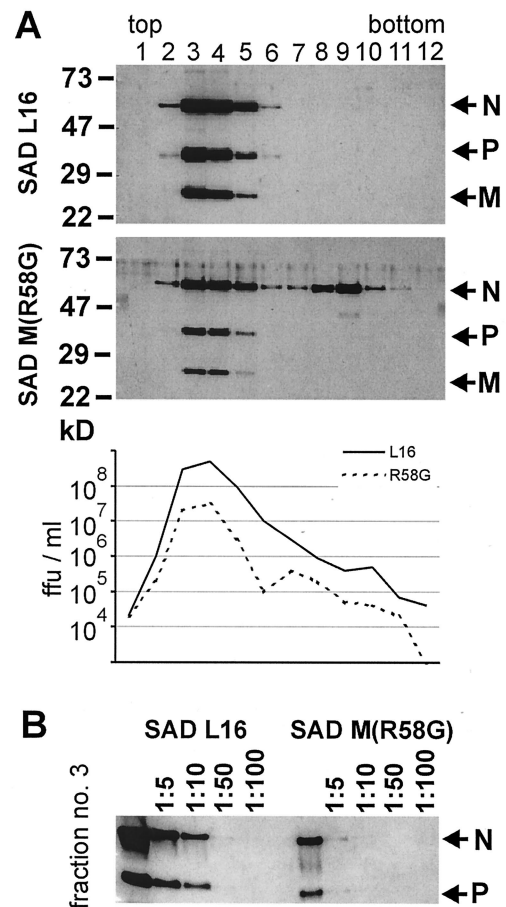 A
top bottom
1 2 3 4 5 6 7 8 9 10 11 12
SAD L16
73
47
29
22
N
P
M
SAD M(R58G)
73
47
29
22
N
P
M
kD
L16
R58G
ffu / ml
10^8
10^7
10^6
10^5
10^4
B
SAD L16 SAD M(R58G)
fraction no. 3
1:5 1:10 1:50 1:100 1:5 1:10 1:50 1:100
N
P